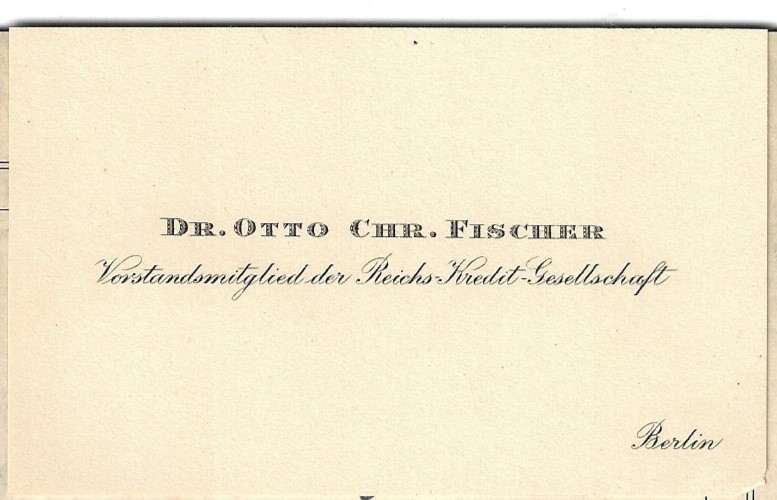 DR. OTTO CHR. FISCHER
Vorstandsmitglied der Reichs-Kredit-Gesellschaft
Berlin